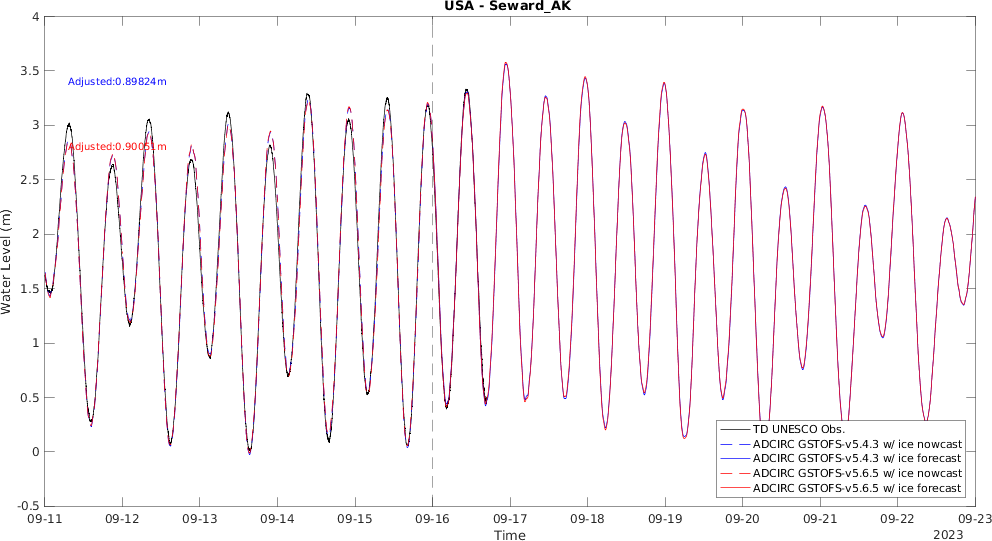 USA - Seward_AK
4
3.5
3
2.5
2
1.5
1
0.5
0
-0.5
Water Level (m)
Adjusted:0.89824m
Adjusted:0.90051m
TD UNESCO Obs.
ADCIRC GSTOFS-v5.4.3 w/ ice nowcast
ADCIRC GSTOFS-v5.4.3 w/ ice forecast
ADCIRC GSTOFS-v5.6.5 w/ ice nowcast
ADCIRC GSTOFS-v5.6.5 w/ ice forecast
09-11 09-12 09-13 09-14 09-15 09-16 09-17 09-18 09-19 09-20 09-21 09-22 09-23
Time
2023